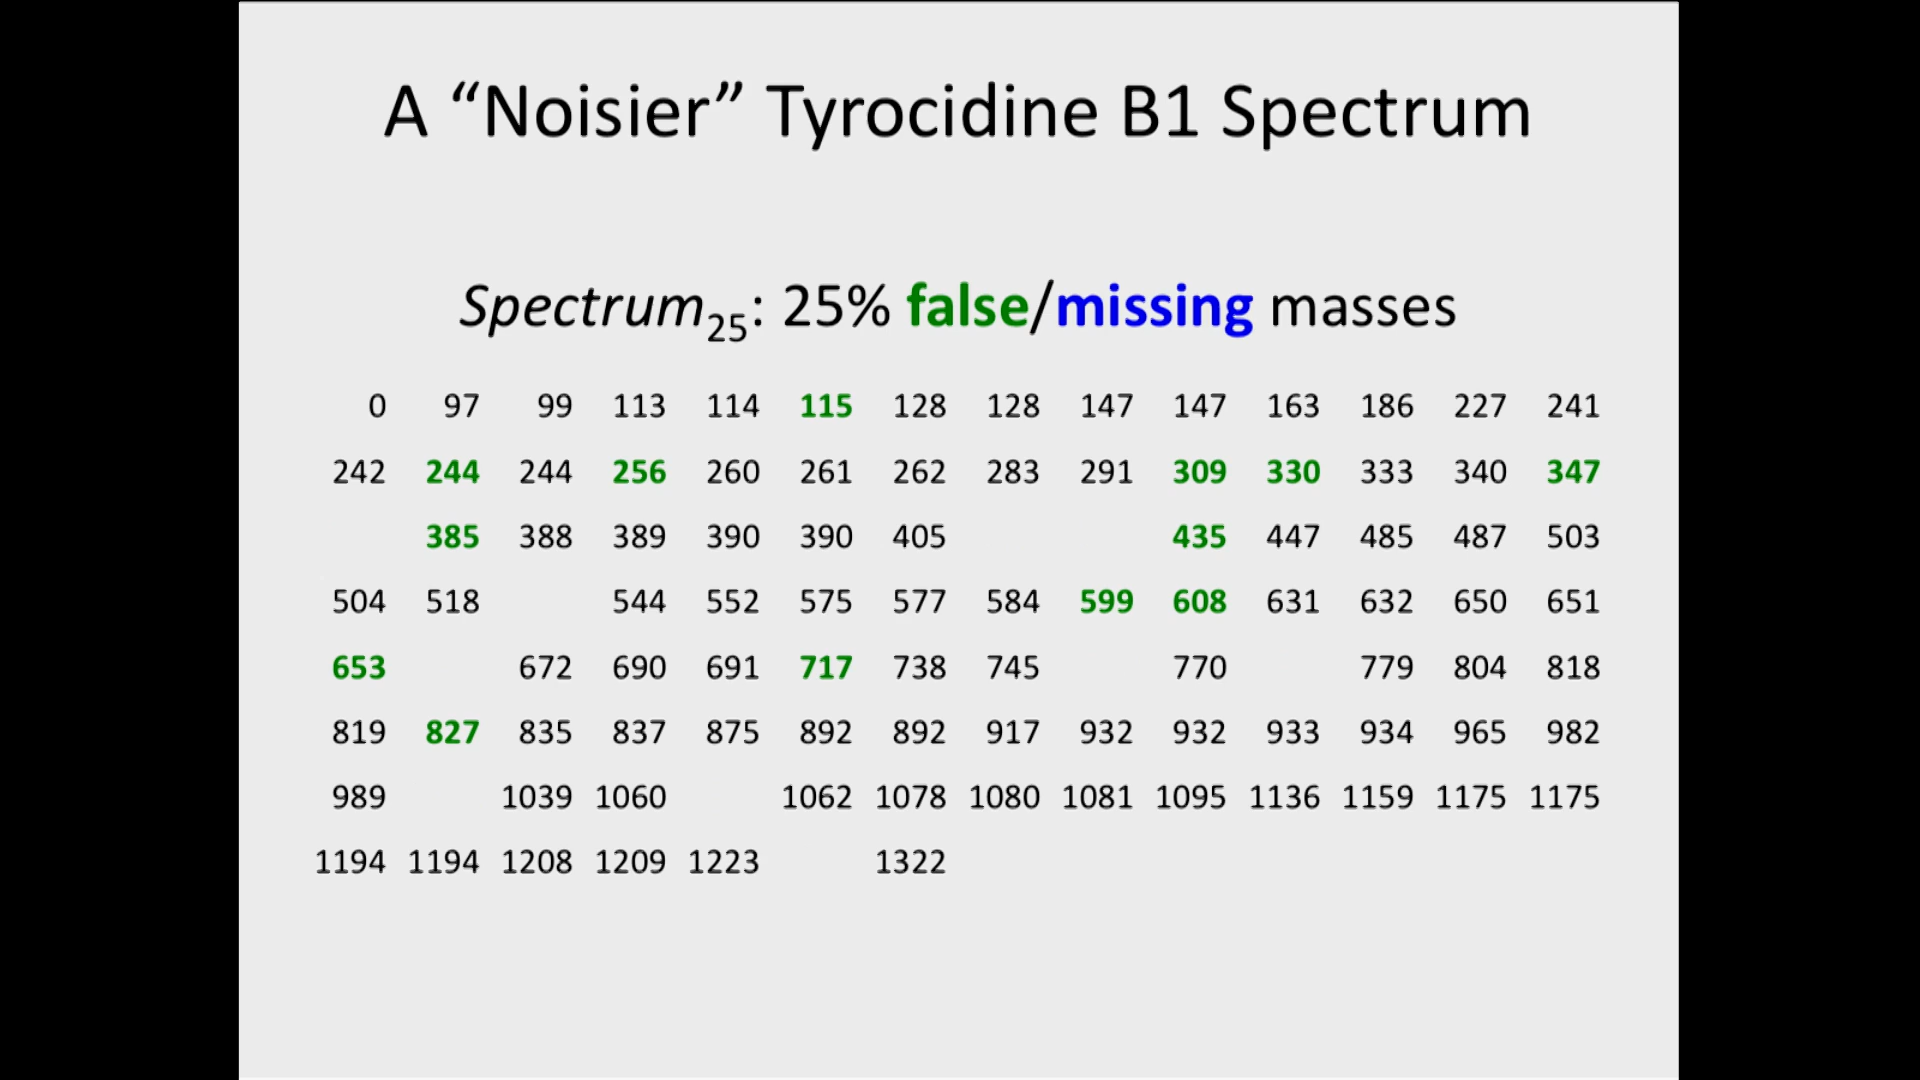 A “Noisier” Tyrocidine B1 Spectrum
Spectrum25: 25% false/missing masses
0 97 99 113 114 115 128 128 147 147 163 186 227 241
242 244 244 256 260 261 262 283 291 309 330 333 340 347
385 388 389 390 390 405 435 447 485 487 503
504 518 544 552 575 577 584 599 608 631 632 650 651
653 672 690 691 717 738 745 770 779 804 818
819 827 835 837 875 892 892 917 932 932 933 934 965 982
989 1039 1060 1062 1078 1080 1081 1095 1136 1159 1175 1175
1194 1194 1208 1209 1223 1322